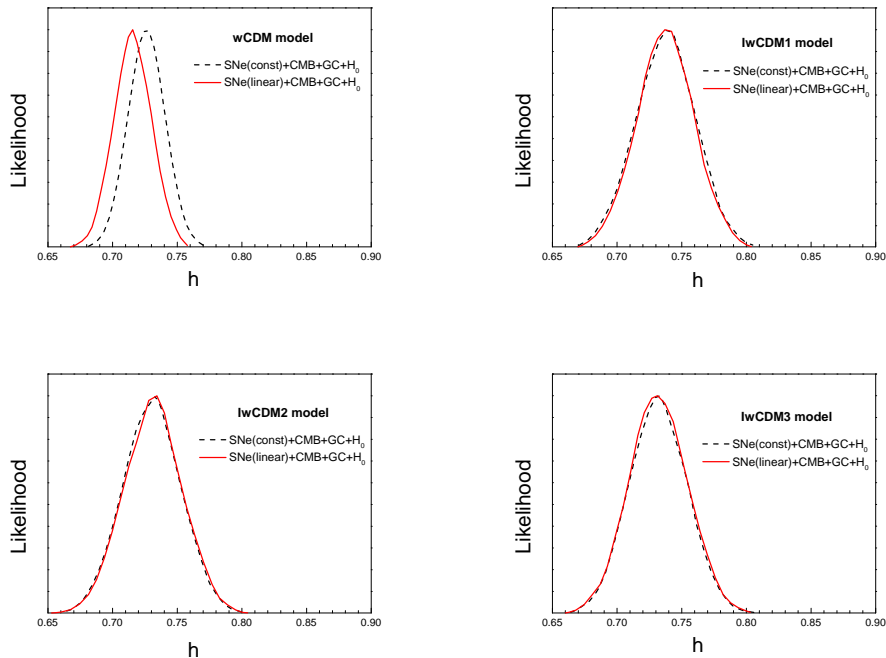 wCDM model
SNe(const)+CMB+GC+H0
SNe(linear)+CMB+GC+H0
Likelihood
0.65 0.70 0.75 0.80 0.85 0.90
h
IwCDM1 model
SNe(const)+CMB+GC+H0
SNe(linear)+CMB+GC+H0
Likelihood
0.65 0.70 0.75 0.80 0.85 0.90
h
IwCDM2 model
SNe(const)+CMB+GC+H0
SNe(linear)+CMB+GC+H0
Likelihood
0.65 0.70 0.75 0.80 0.85 0.90
h
IwCDM3 model
SNe(const)+CMB+GC+H0
SNe(linear)+CMB+GC+H0
Likelihood
0.65 0.70 0.75 0.80 0.85 0.90
h